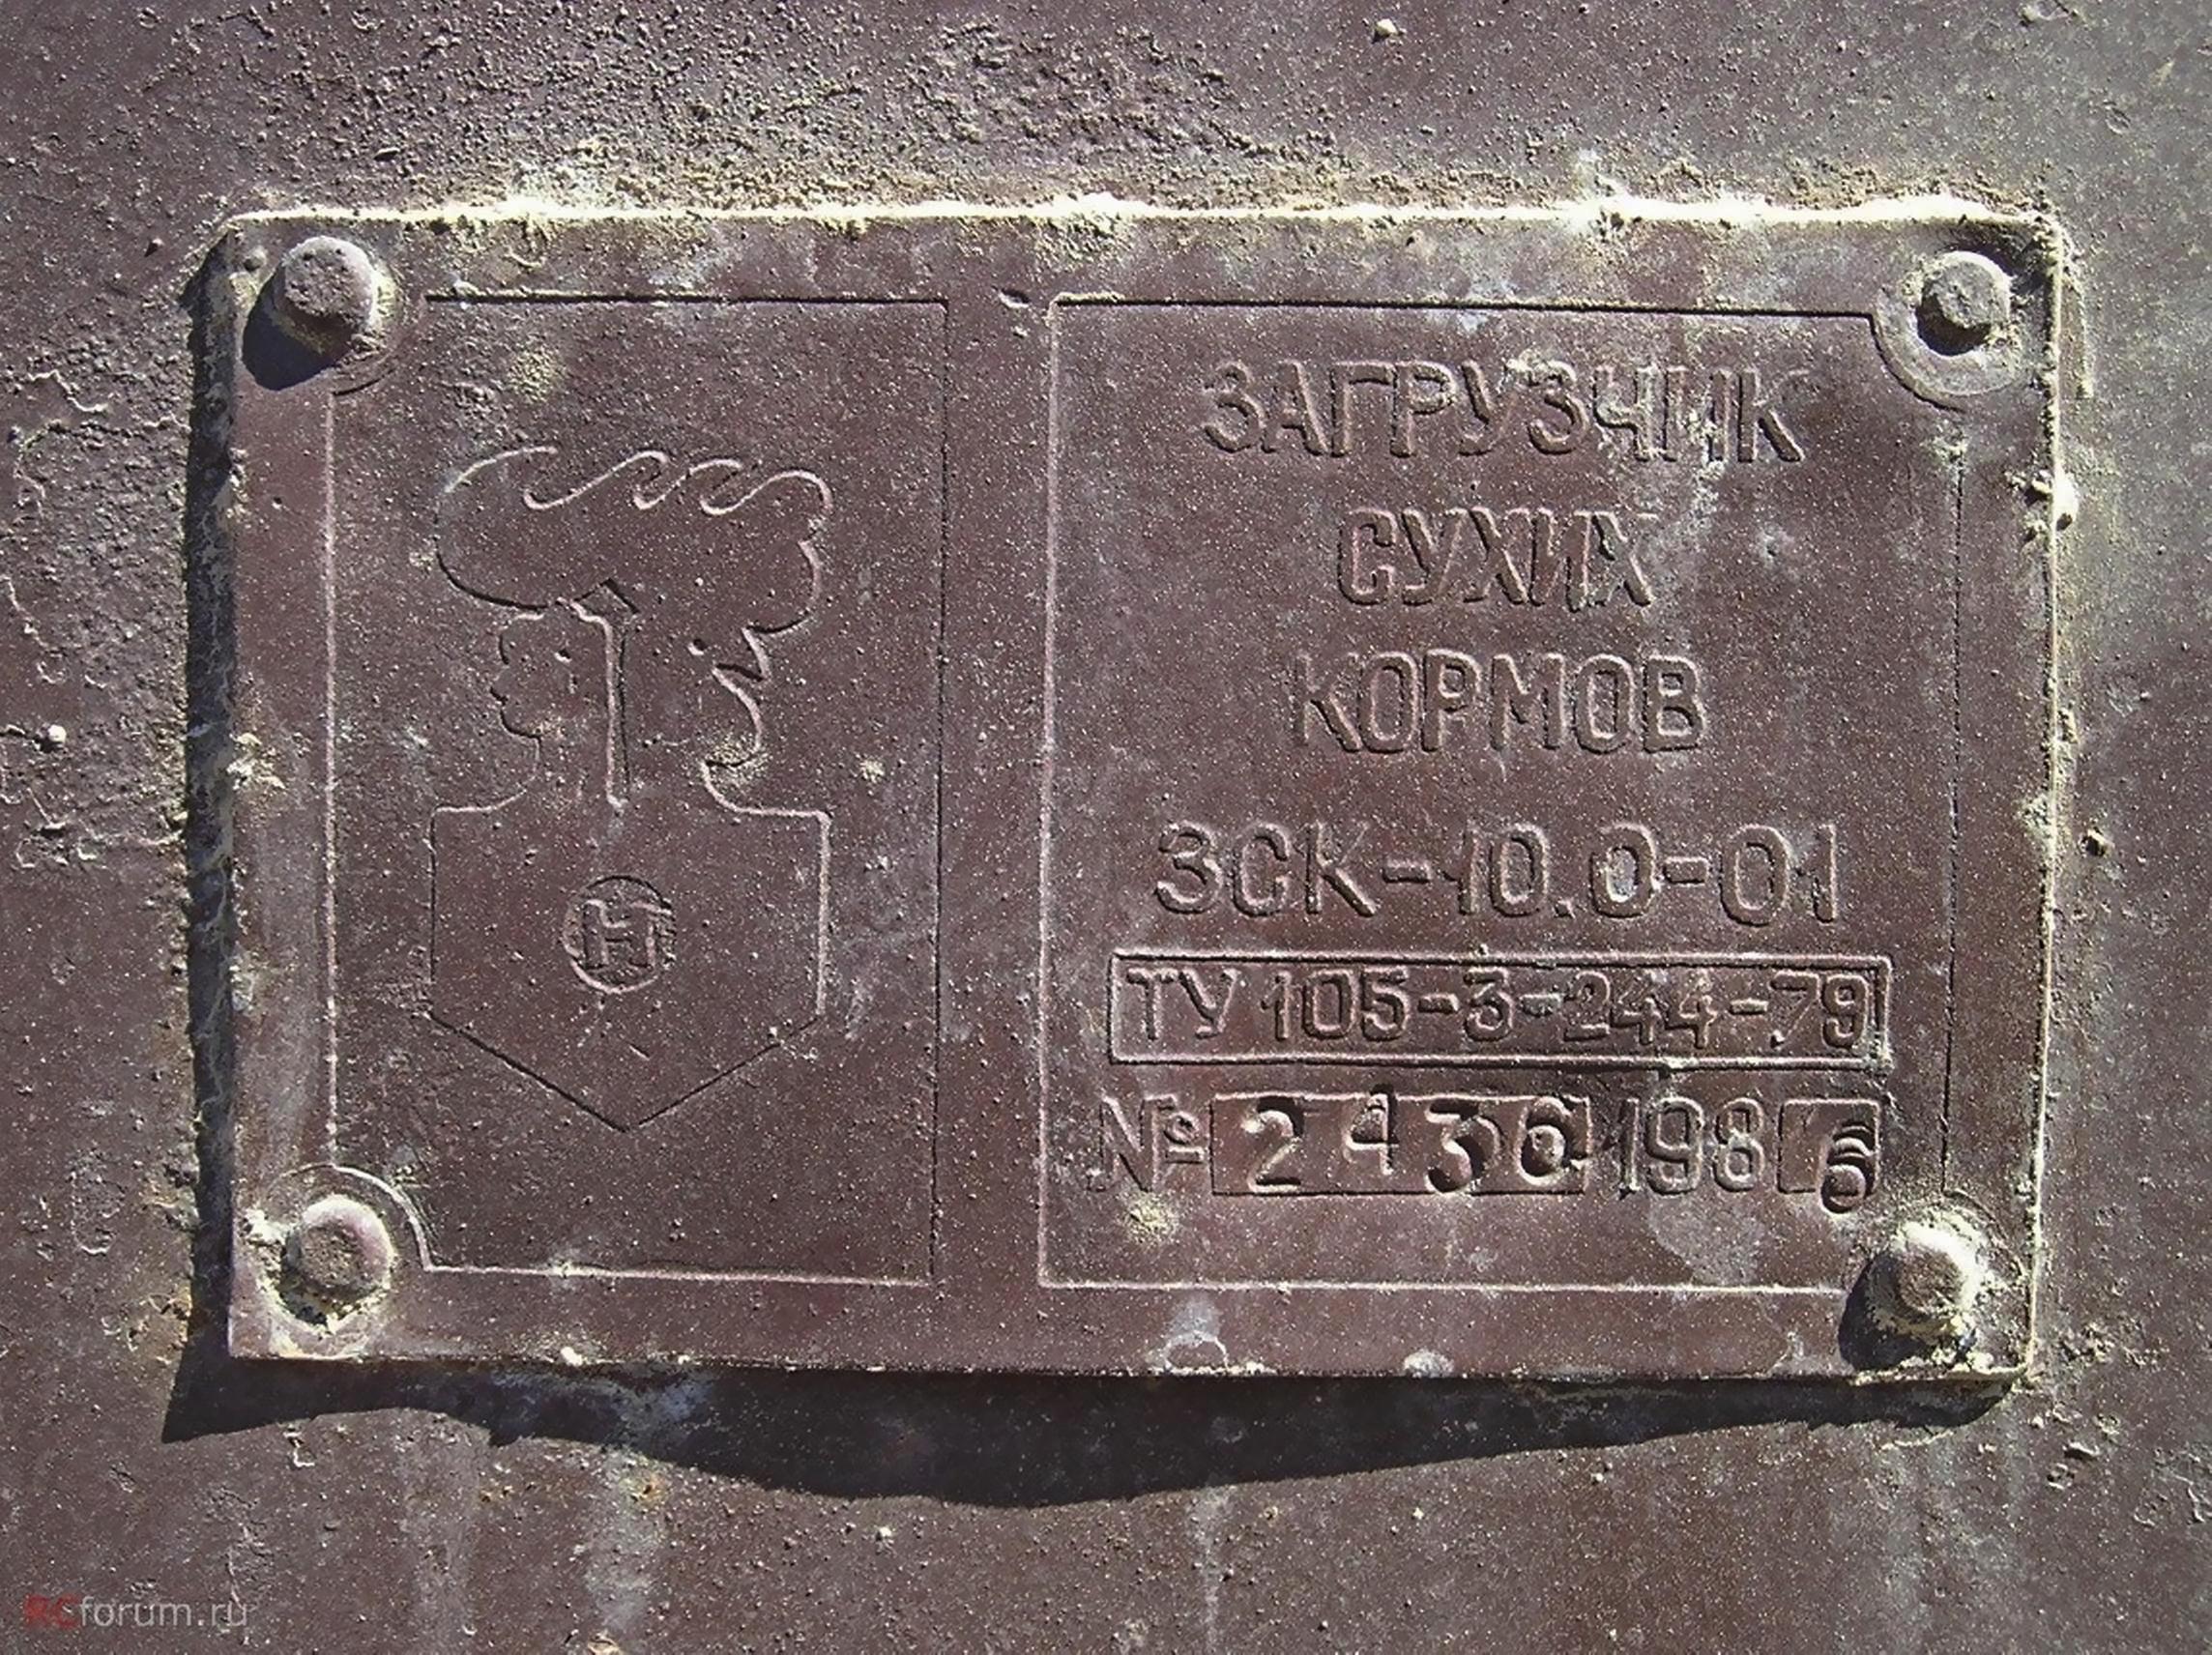 ЗАГРУЗЧИК
СУХИХ
КОРМОВ
ЗСК-10.0-01
ТУ 105-3-244-79
№ 2436 1986
Н
RCforum.ru